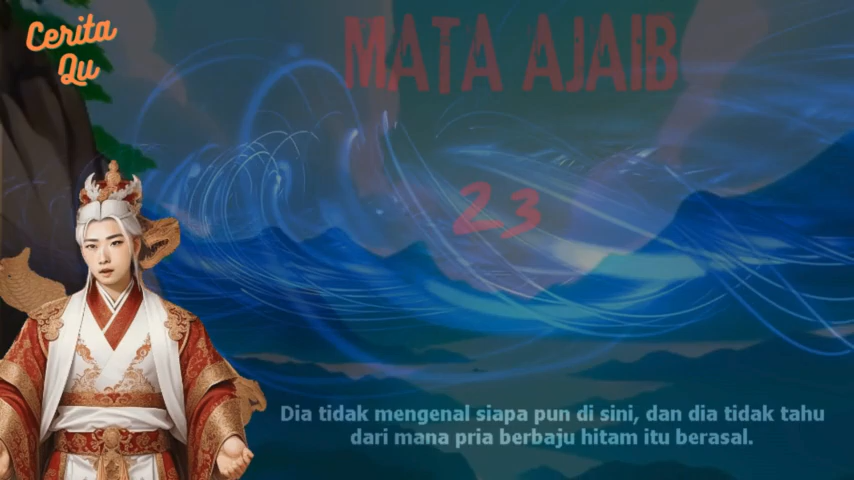 Cerita
Qu
MATA AJAIB
23
Dia tidak mengenal siapa pun di sini, dan dia tidak tahu
dari mana pria berbaju hitam itu berasal.